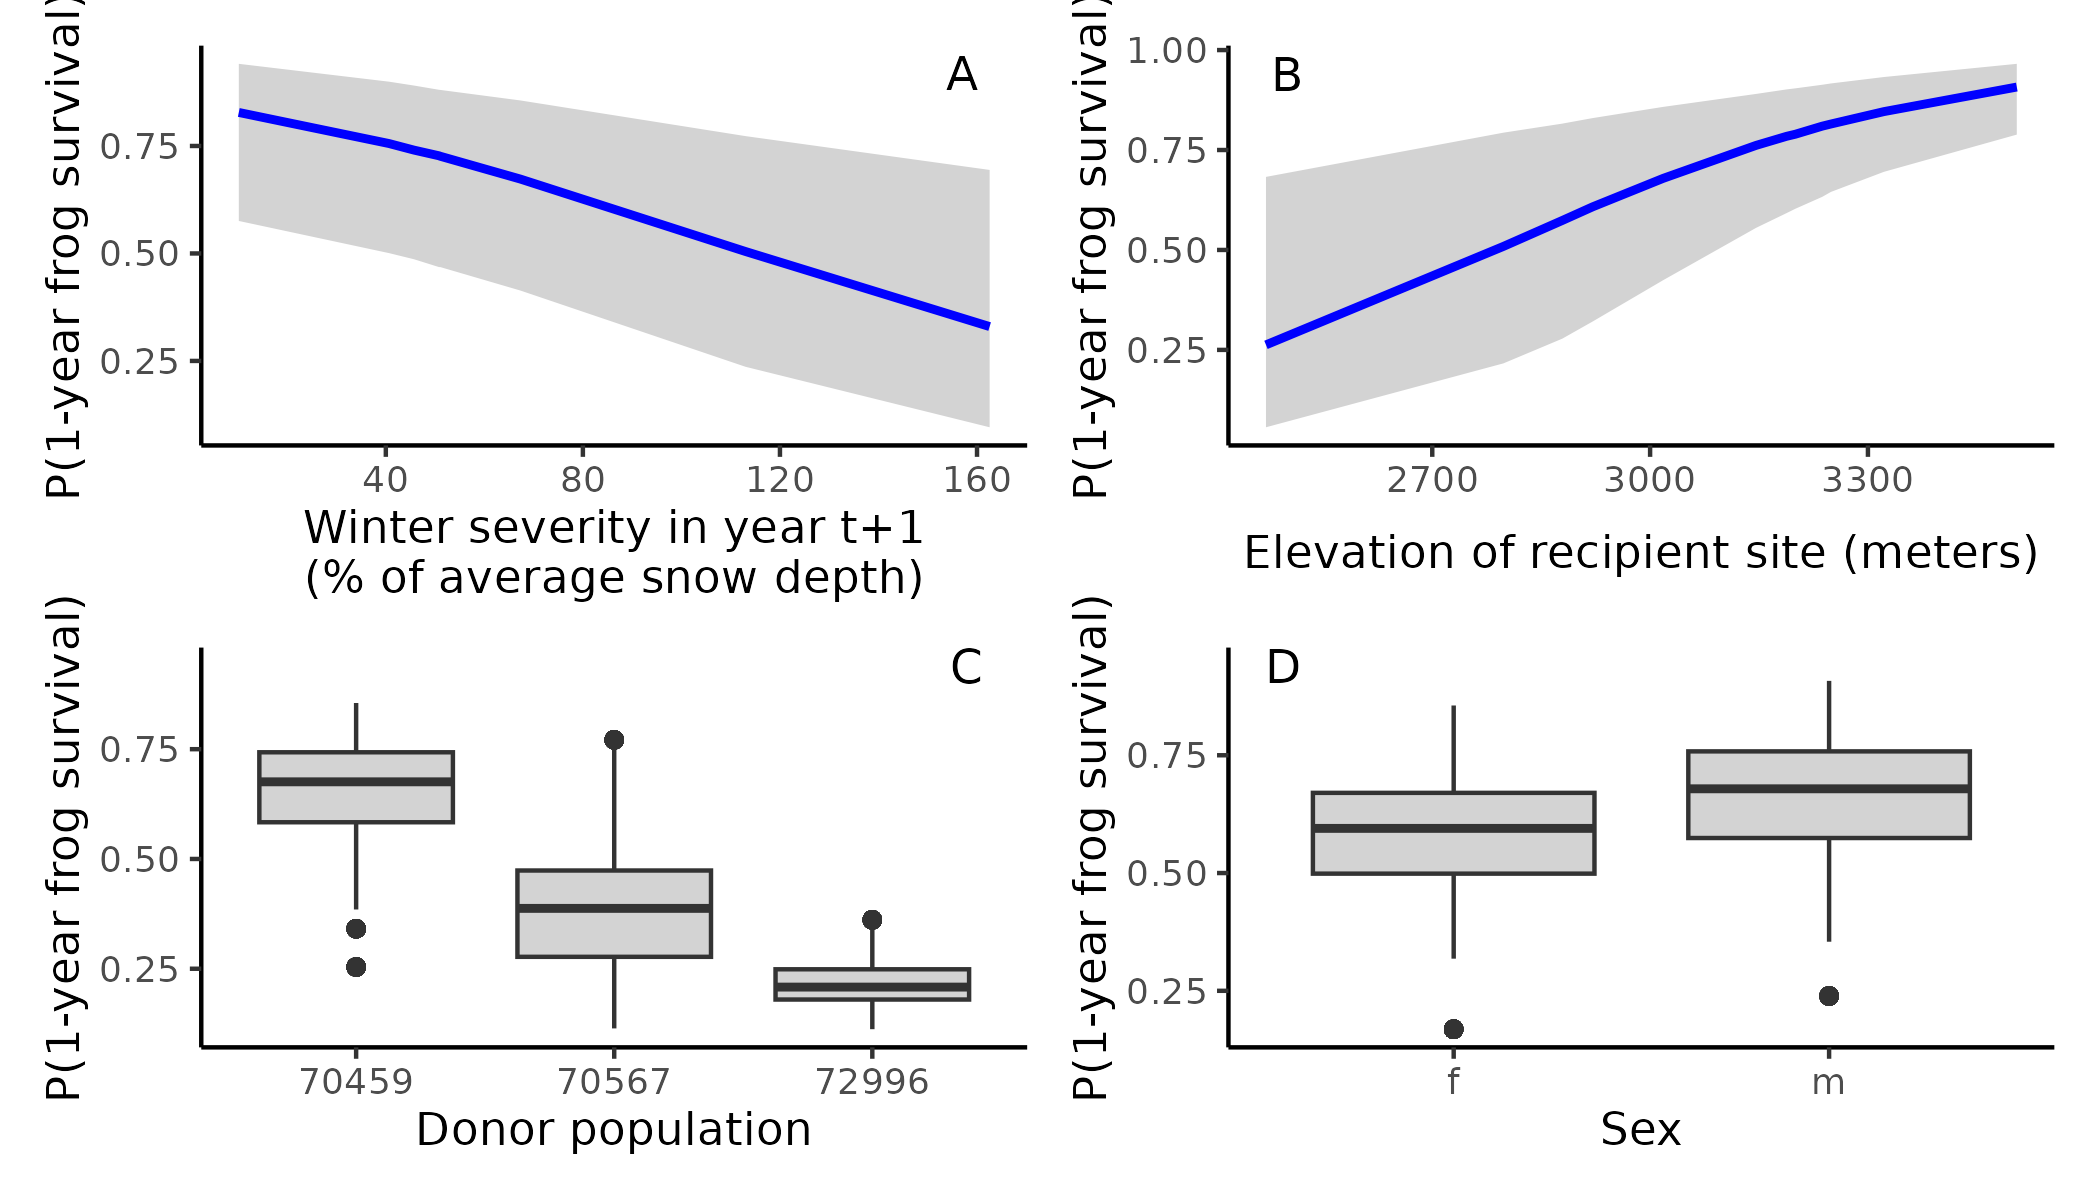 P(1-year frog survival)
0.75
0.50
0.25
A
40 80 120 160
Winter severity in year t+1
(% of average snow depth)
P(1-year frog survival)
1.00
0.75
0.50
0.25
B
2700 3000 3300
Elevation of recipient site (meters)
P(1-year frog survival)
0.75
0.50
0.25
C
70459 70567 72996
Donor population
P(1-year frog survival)
0.75
0.50
0.25
D
f m
Sex